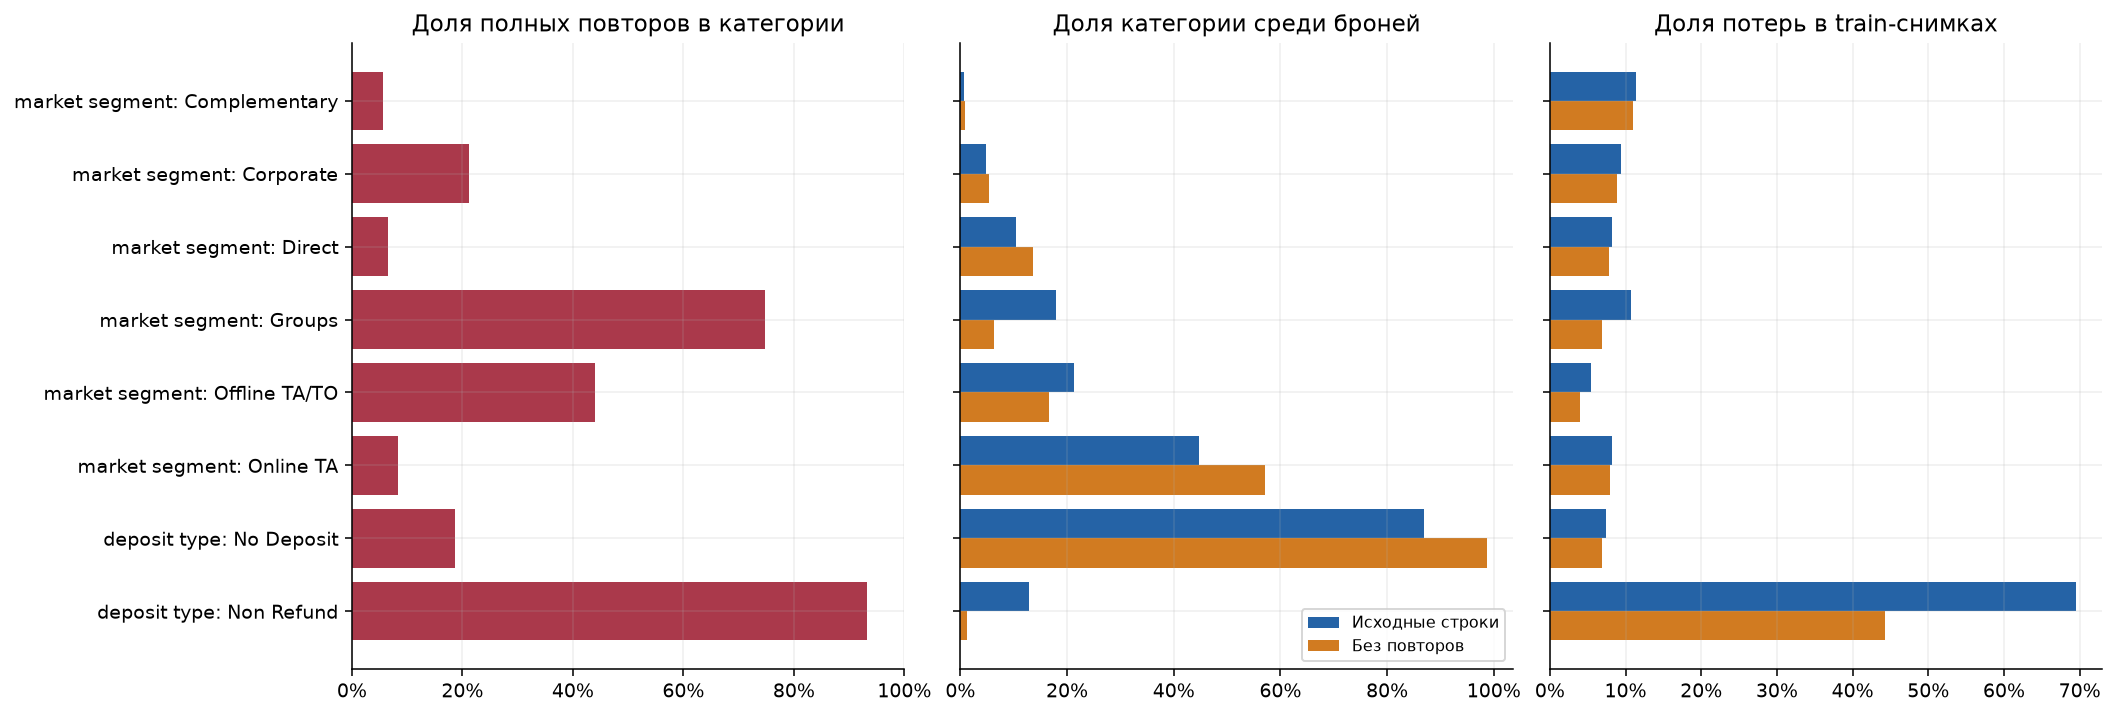 Доля полных повторов в категории
Доля категории среди броней
Доля потерь в train-снимках
market segment: Complementary
market segment: Corporate
market segment: Direct
market segment: Groups
market segment: Offline TA/TO
market segment: Online TA
deposit type: No Deposit
deposit type: Non Refund
Исходные строки
Без повторов
0% 20% 40% 60% 80% 100%
0% 20% 40% 60% 80% 100%
0% 10% 20% 30% 40% 50% 60% 70%